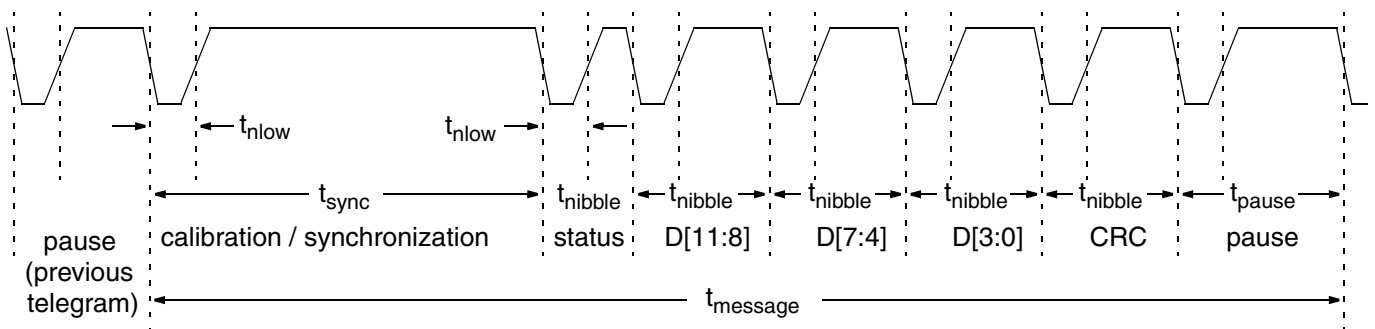 t_nlow t_nlow
t_sync t_nibble t_nibble t_nibble t_nibble t_nibble t_pause
pause calibration / synchronization status D[11:8] D[7:4] D[3:0] CRC pause
(previous
telegram)
t_message